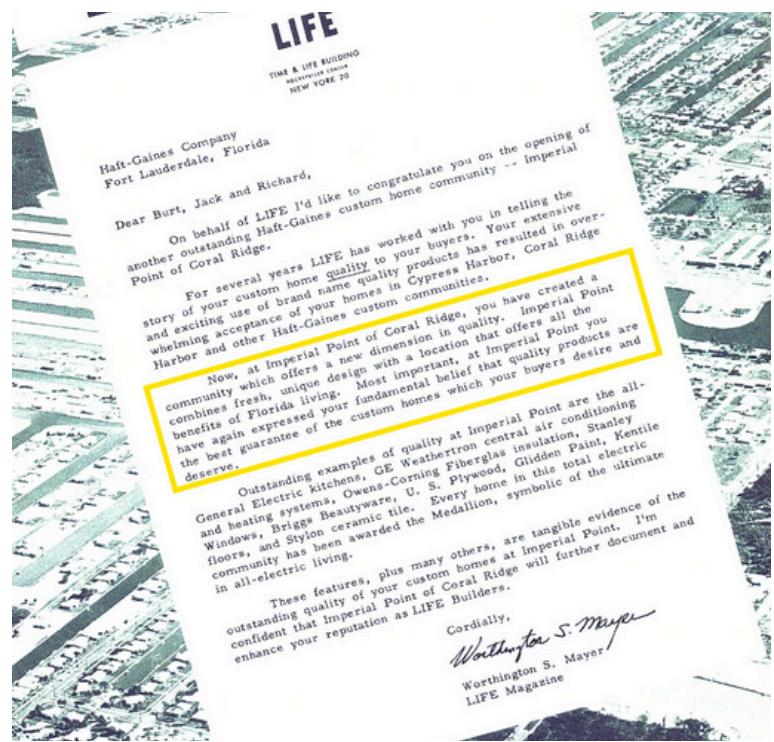 LIFE
TIME & LIFE BUILDING
ROCKEFELLER CENTER
NEW YORK 20
Haft-Gaines Company
Fort Lauderdale, Florida
Dear Burt, Jack and Richard,
On behalf of LIFE I'd like to congratulate you on the opening of
another outstanding Haft-Gaines custom home community -- Imperial
Point of Coral Ridge.
For several years LIFE has worked with you in telling the
story of your custom home quality to your buyers. Your extensive
and exciting use of brand name quality products has resulted in over-
whelming acceptance of your homes in Cypress Harbor, Coral Ridge
Harbor and other Haft-Gaines custom communities.
Now, at Imperial Point of Coral Ridge, you have created a
community which offers a new dimension in quality. Imperial Point
combines fresh, unique design with a location that offers all the
benefits of Florida living. Most important, at Imperial Point you
have again expressed your fundamental belief that quality products are
the best guarantee of the custom homes which your buyers desire and
deserve.
Outstanding examples of quality at Imperial Point are the all-
General Electric kitchens, GE Weathertron central air conditioning
and heating systems, Owens-Corning Fiberglas insulation, Stanley
Windows, Briggs Beautyware, U. S. Plywood, Glidden Paint, Kentile
floors, and Stylon ceramic tile. Every home in this total electric
community has been awarded the Medallion, symbolic of the ultimate
in all-electric living.
These features, plus many others, are tangible evidence of the
outstanding quality of your custom homes at Imperial Point. I'm
confident that Imperial Point of Coral Ridge will further document and
enhance your reputation as LIFE Builders.
Cordially,
Worthington S. Mayer
Worthington S. Mayer
LIFE Magazine